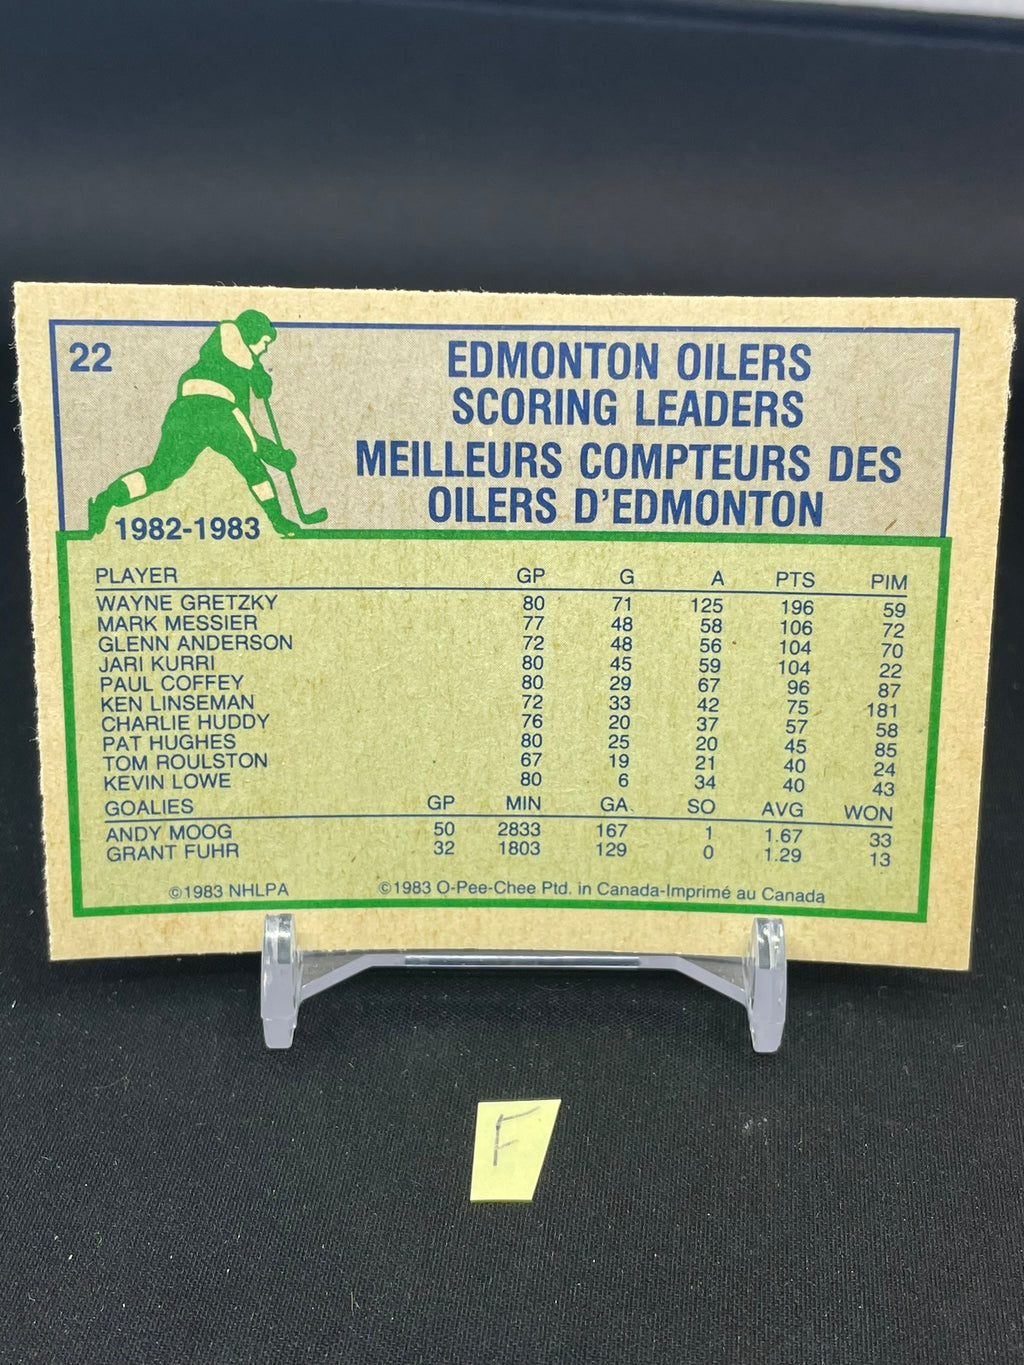 22
EDMONTON OILERS
SCORING LEADERS
MEILLEURS COMPTEURS DES
OILERS D'EDMONTON
1982-1983
PLAYER GP G A PTS PIM
WAYNE GRETZKY 80 71 125 196 59
MARK MESSIER 77 48 58 106 72
GLENN ANDERSON 72 48 56 104 70
JARI KURRI 80 45 59 104 22
PAUL COFFEY 80 29 67 96 87
KEN LINSEMAN 72 33 42 75 181
CHARLIE HUDDY 76 20 37 57 58
PAT HUGHES 80 25 20 45 85
TOM ROULSTON 67 19 21 40 24
KEVIN LOWE 80 6 34 40 43
GOALIES GP MIN GA SO AVG WON
ANDY MOOG 50 2833 167 1 1.67 33
GRANT FUHR 32 1803 129 0 1.29 13
©1983 NHLPA ©1983 O-Pee-Chee Ptd. in Canada-Imprimé au Canada
F